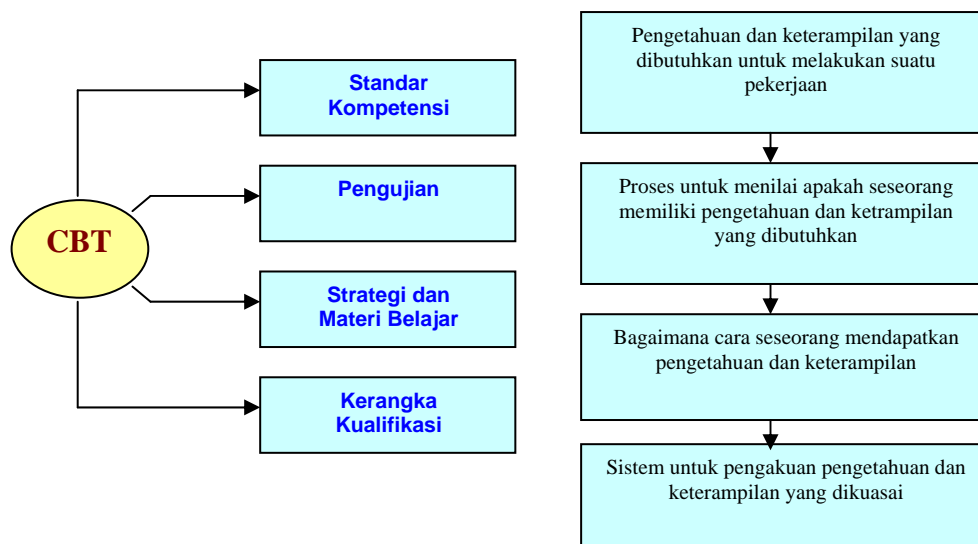 CBT
Standar
Kompetensi
Pengujian
Strategi dan
Materi Belajar
Kerangka
Kualifikasi
Pengetahuan dan keterampilan yang
dibutuhkan untuk melakukan suatu
pekerjaan
Proses untuk menilai apakah seseorang
memiliki pengetahuan dan ketrampilan
yang dibutuhkan
Bagaimana cara seseorang mendapatkan
pengetahuan dan keterampilan
Sistem untuk pengakuan pengetahuan dan
keterampilan yang dikuasai